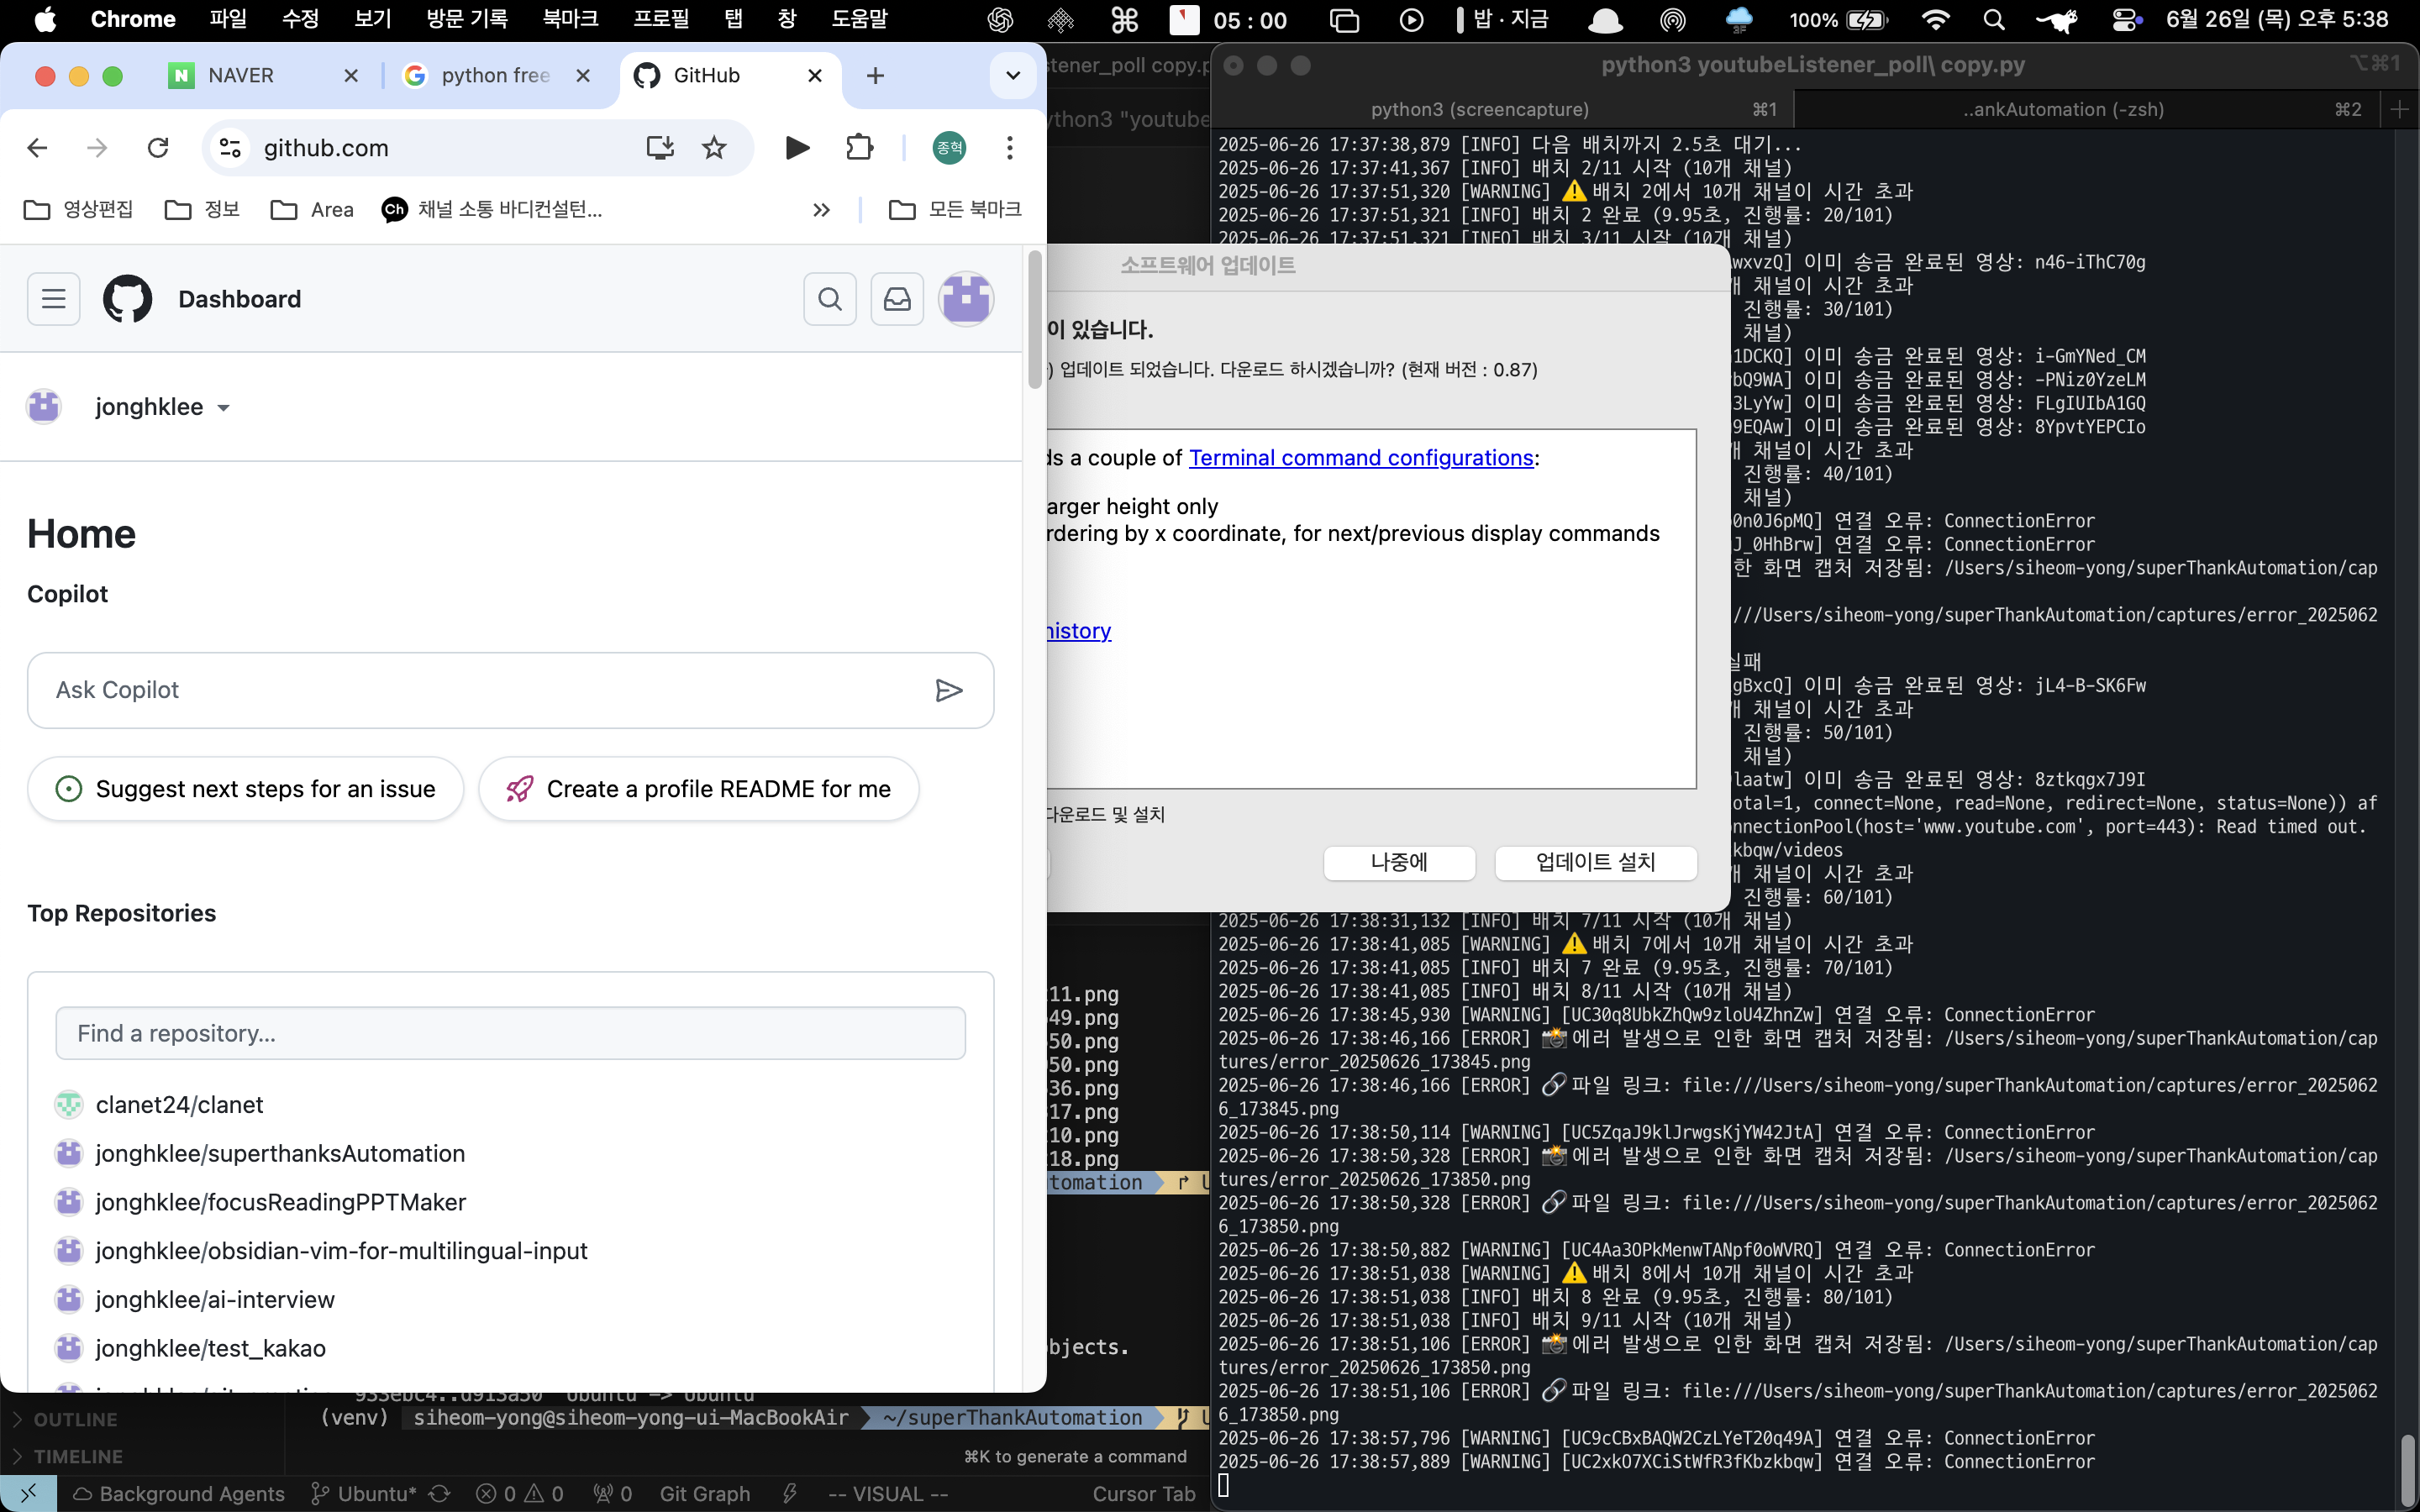 Chrome 파일 수정 보기 방문 기록 북마크 프로필 탭 창 도움말 05 : 00 밥 · 지금 100% 6월 26일 (목) 오후 5:38
NAVER
python free
GitHub
github.com
종혁
영상편집 정보 Area 채널 소통 바디컨설턴... 모든 북마크
Dashboard
jonghklee
Home
Copilot
Ask Copilot
Suggest next steps for an issue
Create a profile README for me
Top Repositories
Find a repository...
clanet24/clanet
jonghklee/superthanksAutomation
jonghklee/focusReadingPPTMaker
jonghklee/obsidian-vim-for-multilingual-input
jonghklee/ai-interview
jonghklee/test_kakao
stener_poll copy.p
ython3 "youtube
소프트웨어 업데이트
이 있습니다.
업데이트 되었습니다. 다운로드 하시겠습니까? (현재 버전 : 0.87)
ds a couple of Terminal command configurations:
arger height only
rdering by x coordinate, for next/previous display commands
history
다운로드 및 설치
나중에
업데이트 설치
11.png
49.png
50.png
50.png
36.png
17.png
10.png
18.png
tomation
bjects.
933ebc4..d913a50 Ubuntu -> Ubuntu
(venv) siheom-yong@siheom-yong-ui-MacBookAir ~/superThankAutomation
⌘K to generate a command
OUTLINE
TIMELINE
Background Agents Ubuntu* 0 0 0 Git Graph -- VISUAL -- Cursor Tab
python3 youtubeListener_poll\ copy.py ⌥⌘1
python3 (screencapture) ⌘1 ..ankAutomation (-zsh) ⌘2
2025-06-26 17:37:38,879 [INFO] 다음 배치까지 2.5초 대기...
2025-06-26 17:37:41,367 [INFO] 배치 2/11 시작 (10개 채널)
2025-06-26 17:37:51,320 [WARNING] ⚠️ 배치 2에서 10개 채널이 시간 초과
2025-06-26 17:37:51,321 [INFO] 배치 2 완료 (9.95초, 진행률: 20/101)
2025-06-26 17:37:51,321 [INFO] 배치 3/11 시작 (10개 채널)
wxvzQ] 이미 송금 완료된 영상: n46-iThC70g
개 채널이 시간 초과
진행률: 30/101)
채널)
1DCKQ] 이미 송금 완료된 영상: i-GmYNed_CM
bQ9WA] 이미 송금 완료된 영상: -PNiz0YzeLM
3LyYw] 이미 송금 완료된 영상: FLgIUIbA1GQ
9EQAw] 이미 송금 완료된 영상: 8YpvtYEPCIo
개 채널이 시간 초과
진행률: 40/101)
채널)
0n0J6pMQ] 연결 오류: ConnectionError
J_0HhBrw] 연결 오류: ConnectionError
한 화면 캡처 저장됨: /Users/siheom-yong/superThankAutomation/cap
///Users/siheom-yong/superThankAutomation/captures/error_2025062
실패
gBxcQ] 이미 송금 완료된 영상: jL4-B-SK6Fw
개 채널이 시간 초과
진행률: 50/101)
채널)
laatw] 이미 송금 완료된 영상: 8ztkqgx7J9I
otal=1, connect=None, read=None, redirect=None, status=None)) af
nnectionPool(host='www.youtube.com', port=443): Read timed out.
kbqw/videos
개 채널이 시간 초과
진행률: 60/101)
2025-06-26 17:38:31,132 [INFO] 배치 7/11 시작 (10개 채널)
2025-06-26 17:38:41,085 [WARNING] ⚠️ 배치 7에서 10개 채널이 시간 초과
2025-06-26 17:38:41,085 [INFO] 배치 7 완료 (9.95초, 진행률: 70/101)
2025-06-26 17:38:41,085 [INFO] 배치 8/11 시작 (10개 채널)
2025-06-26 17:38:45,930 [WARNING] [UC30q8UbkZhQw9zloU4ZhnZw] 연결 오류: ConnectionError
2025-06-26 17:38:46,166 [ERROR] 📸 에러 발생으로 인한 화면 캡처 저장됨: /Users/siheom-yong/superThankAutomation/cap
tures/error_20250626_173845.png
2025-06-26 17:38:46,166 [ERROR] 🔗 파일 링크: file:///Users/siheom-yong/superThankAutomation/captures/error_2025062
6_173845.png
2025-06-26 17:38:50,114 [WARNING] [UC5ZqaJ9klJrwgsKjYW42JtA] 연결 오류: ConnectionError
2025-06-26 17:38:50,328 [ERROR] 📸 에러 발생으로 인한 화면 캡처 저장됨: /Users/siheom-yong/superThankAutomation/cap
tures/error_20250626_173850.png
2025-06-26 17:38:50,328 [ERROR] 🔗 파일 링크: file:///Users/siheom-yong/superThankAutomation/captures/error_2025062
6_173850.png
2025-06-26 17:38:50,882 [WARNING] [UC4Aa3OPkMenwTANpf0oWVRQ] 연결 오류: ConnectionError
2025-06-26 17:38:51,038 [WARNING] ⚠️ 배치 8에서 10개 채널이 시간 초과
2025-06-26 17:38:51,038 [INFO] 배치 8 완료 (9.95초, 진행률: 80/101)
2025-06-26 17:38:51,038 [INFO] 배치 9/11 시작 (10개 채널)
2025-06-26 17:38:51,106 [ERROR] 📸 에러 발생으로 인한 화면 캡처 저장됨: /Users/siheom-yong/superThankAutomation/cap
tures/error_20250626_173850.png
2025-06-26 17:38:51,106 [ERROR] 🔗 파일 링크: file:///Users/siheom-yong/superThankAutomation/captures/error_2025062
6_173850.png
2025-06-26 17:38:57,796 [WARNING] [UC9cCBxBAQW2CzLYeT20q49A] 연결 오류: ConnectionError
2025-06-26 17:38:57,889 [WARNING] [UC2xkO7XCiStWfR3fKbzkbqw] 연결 오류: ConnectionError